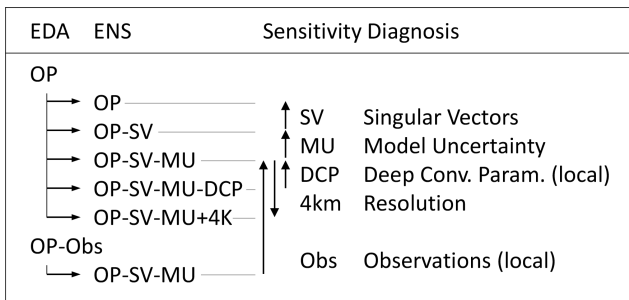 EDA ENS Sensitivity Diagnosis
OP
OP
OP-SV
OP-SV-MU
OP-SV-MU-DCP
OP-SV-MU+4K
OP-Obs
OP-SV-MU
SV Singular Vectors
MU Model Uncertainty
DCP Deep Conv. Param. (local)
4km Resolution
Obs Observations (local)